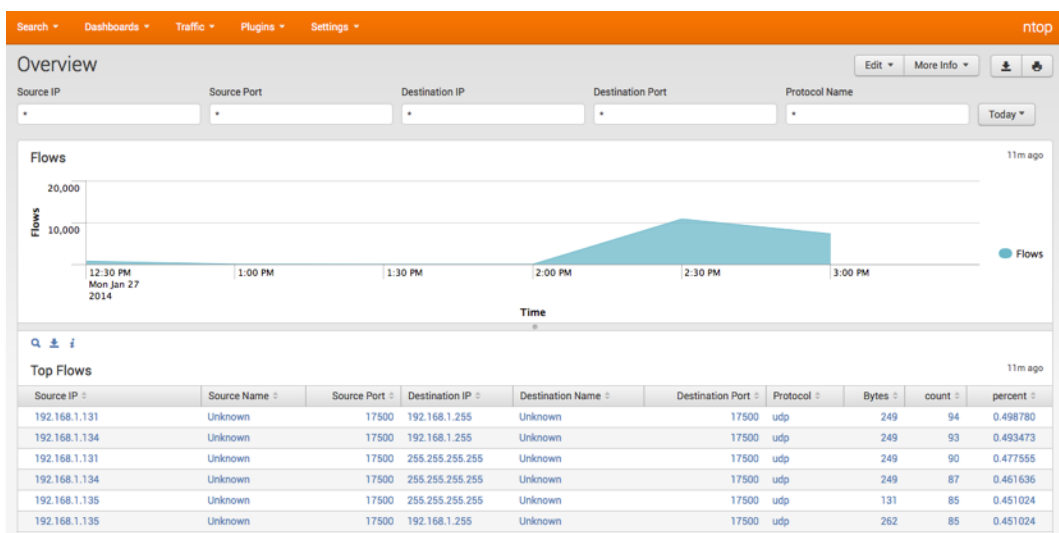 Search Dashboards Traffic Plugins Settings ntop
Overview Edit More Info
Source IP Source Port Destination IP Destination Port Protocol Name
* * * * * Today
Flows 11m ago
20,000
10,000
Flows
Flows
12:30 PM 1:00 PM 1:30 PM 2:00 PM 2:30 PM 3:00 PM
Mon Jan 27
2014
Time
i
Top Flows 11m ago
Source IP Source Name Source Port Destination IP Destination Name Destination Port Protocol Bytes count percent
192.168.1.131 Unknown 17500 192.168.1.255 Unknown 17500 udp 249 94 0.498780
192.168.1.134 Unknown 17500 192.168.1.255 Unknown 17500 udp 249 93 0.493473
192.168.1.131 Unknown 17500 255.255.255.255 Unknown 17500 udp 249 90 0.477555
192.168.1.134 Unknown 17500 255.255.255.255 Unknown 17500 udp 249 87 0.461636
192.168.1.135 Unknown 17500 255.255.255.255 Unknown 17500 udp 131 85 0.451024
192.168.1.135 Unknown 17500 192.168.1.255 Unknown 17500 udp 262 85 0.451024